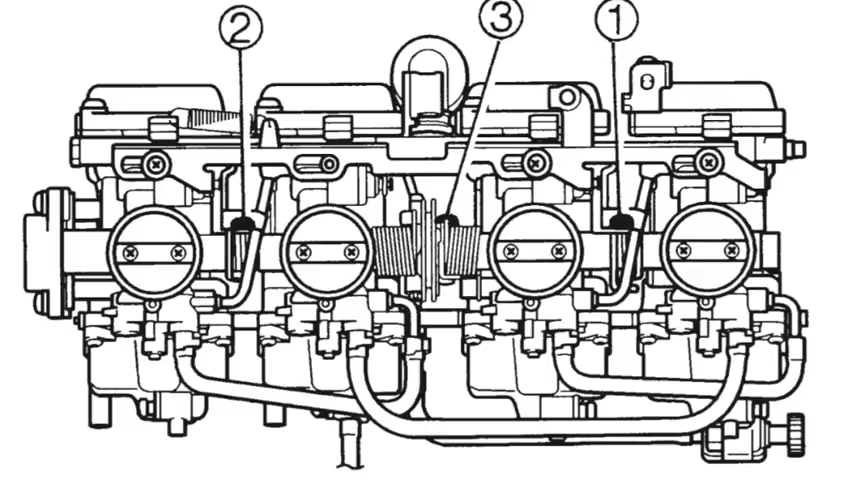 ② ③ ①